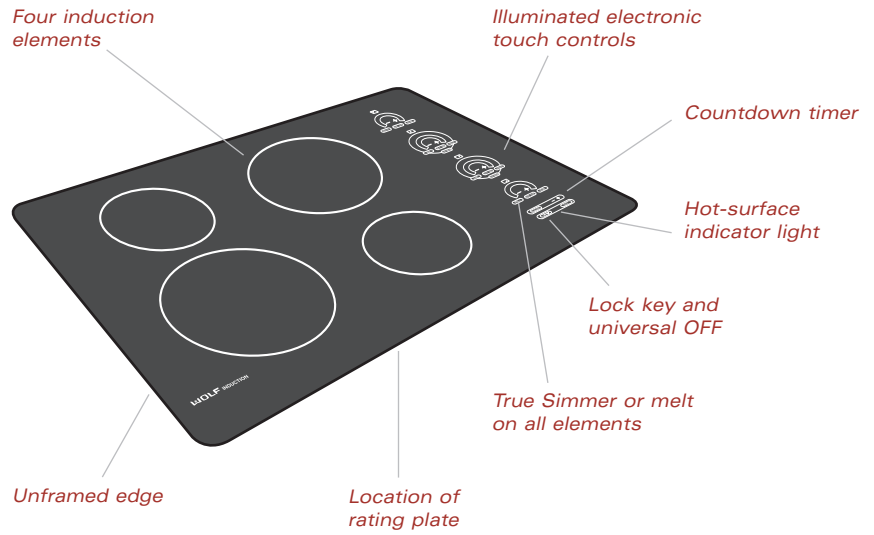 Four induction
elements
Illuminated electronic
touch controls
Countdown timer
Hot-surface
indicator light
Lock key and
universal OFF
True Simmer or melt
on all elements
WOLF INDUCTION
Unframed edge
Location of
rating plate